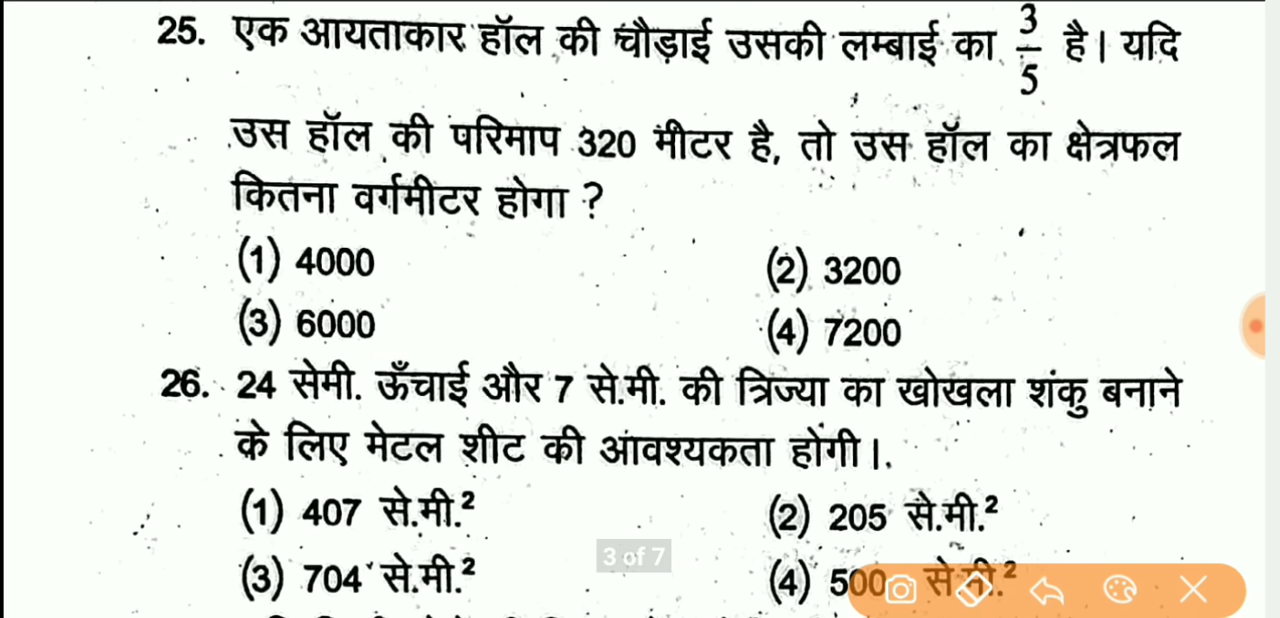 25. एक आयताकार हॉल की चौड़ाई उसकी लम्बाई का 3/5 है। यदि
उस हॉल की परिमाप 320 मीटर है, तो उस हॉल का क्षेत्रफल
कितना वर्गमीटर होगा ?
(1) 4000 (2) 3200
(3) 6000 (4) 7200
26. 24 सेमी. ऊँचाई और 7 से.मी. की त्रिज्या का खोखला शंकु बनाने
के लिए मेटल शीट की आवश्यकता होगी।
(1) 407 से.मी.² (2) 205 से.मी.²
3 of 7
(3) 704 से.मी.² (4) 500 से.मी.²